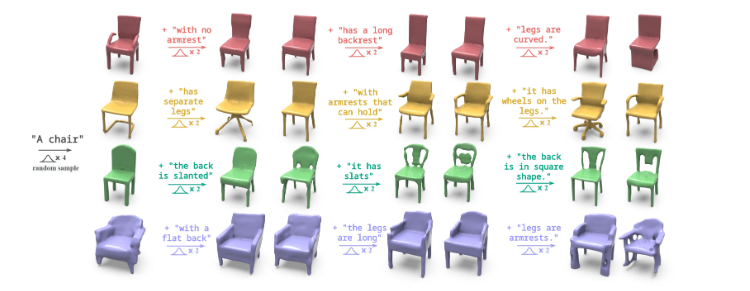 "A chair"
× 4
random sample
+ "with no
armrest"
× 2
+ "has a long
backrest"
× 2
+ "legs are
curved."
× 2
+ "has
separate
legs"
× 2
+ "with
armrests that
can hold"
× 2
+ "it has
wheels on the
legs."
× 2
+ "the back
is slanted"
× 2
+ "it has
slats"
× 2
+ "the back
is in square
shape."
× 2
+ "with a
flat back"
× 2
+ "the legs
are long"
× 2
+ "legs are
armrests."
× 2